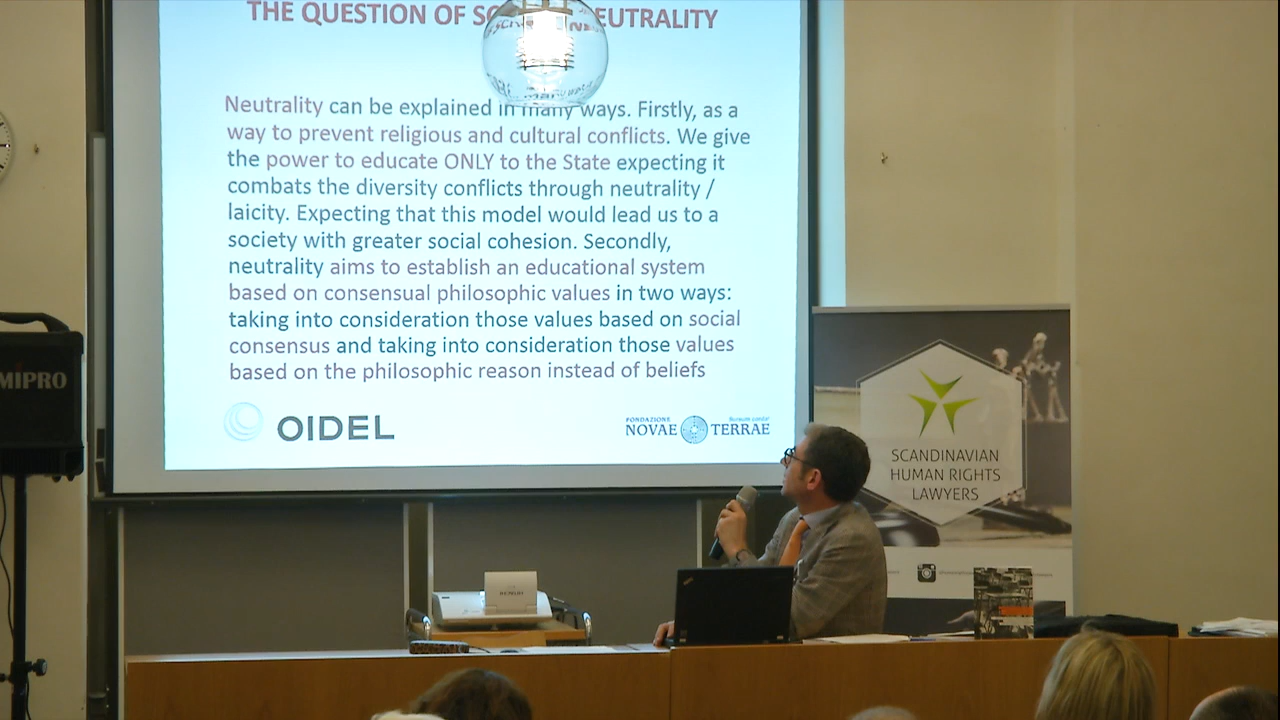 THE QUESTION OF SC EUTRALITY
Neutrality can be explained in many ways. Firstly, as a
way to prevent religious and cultural conflicts. We give
the power to educate ONLY to the State expecting it
combats the diversity conflicts through neutrality /
laicity. Expecting that this model would lead us to a
society with greater social cohesion. Secondly,
neutrality aims to establish an educational system
based on consensual philosophic values in two ways:
taking into consideration those values based on social
consensus and taking into consideration those values
based on the philosophic reason instead of beliefs
OIDEL
FONDAZIONE
NOVAE TERRAE
MIPRO
SCANDINAVIAN
HUMAN RIGHTS
LAWYERS